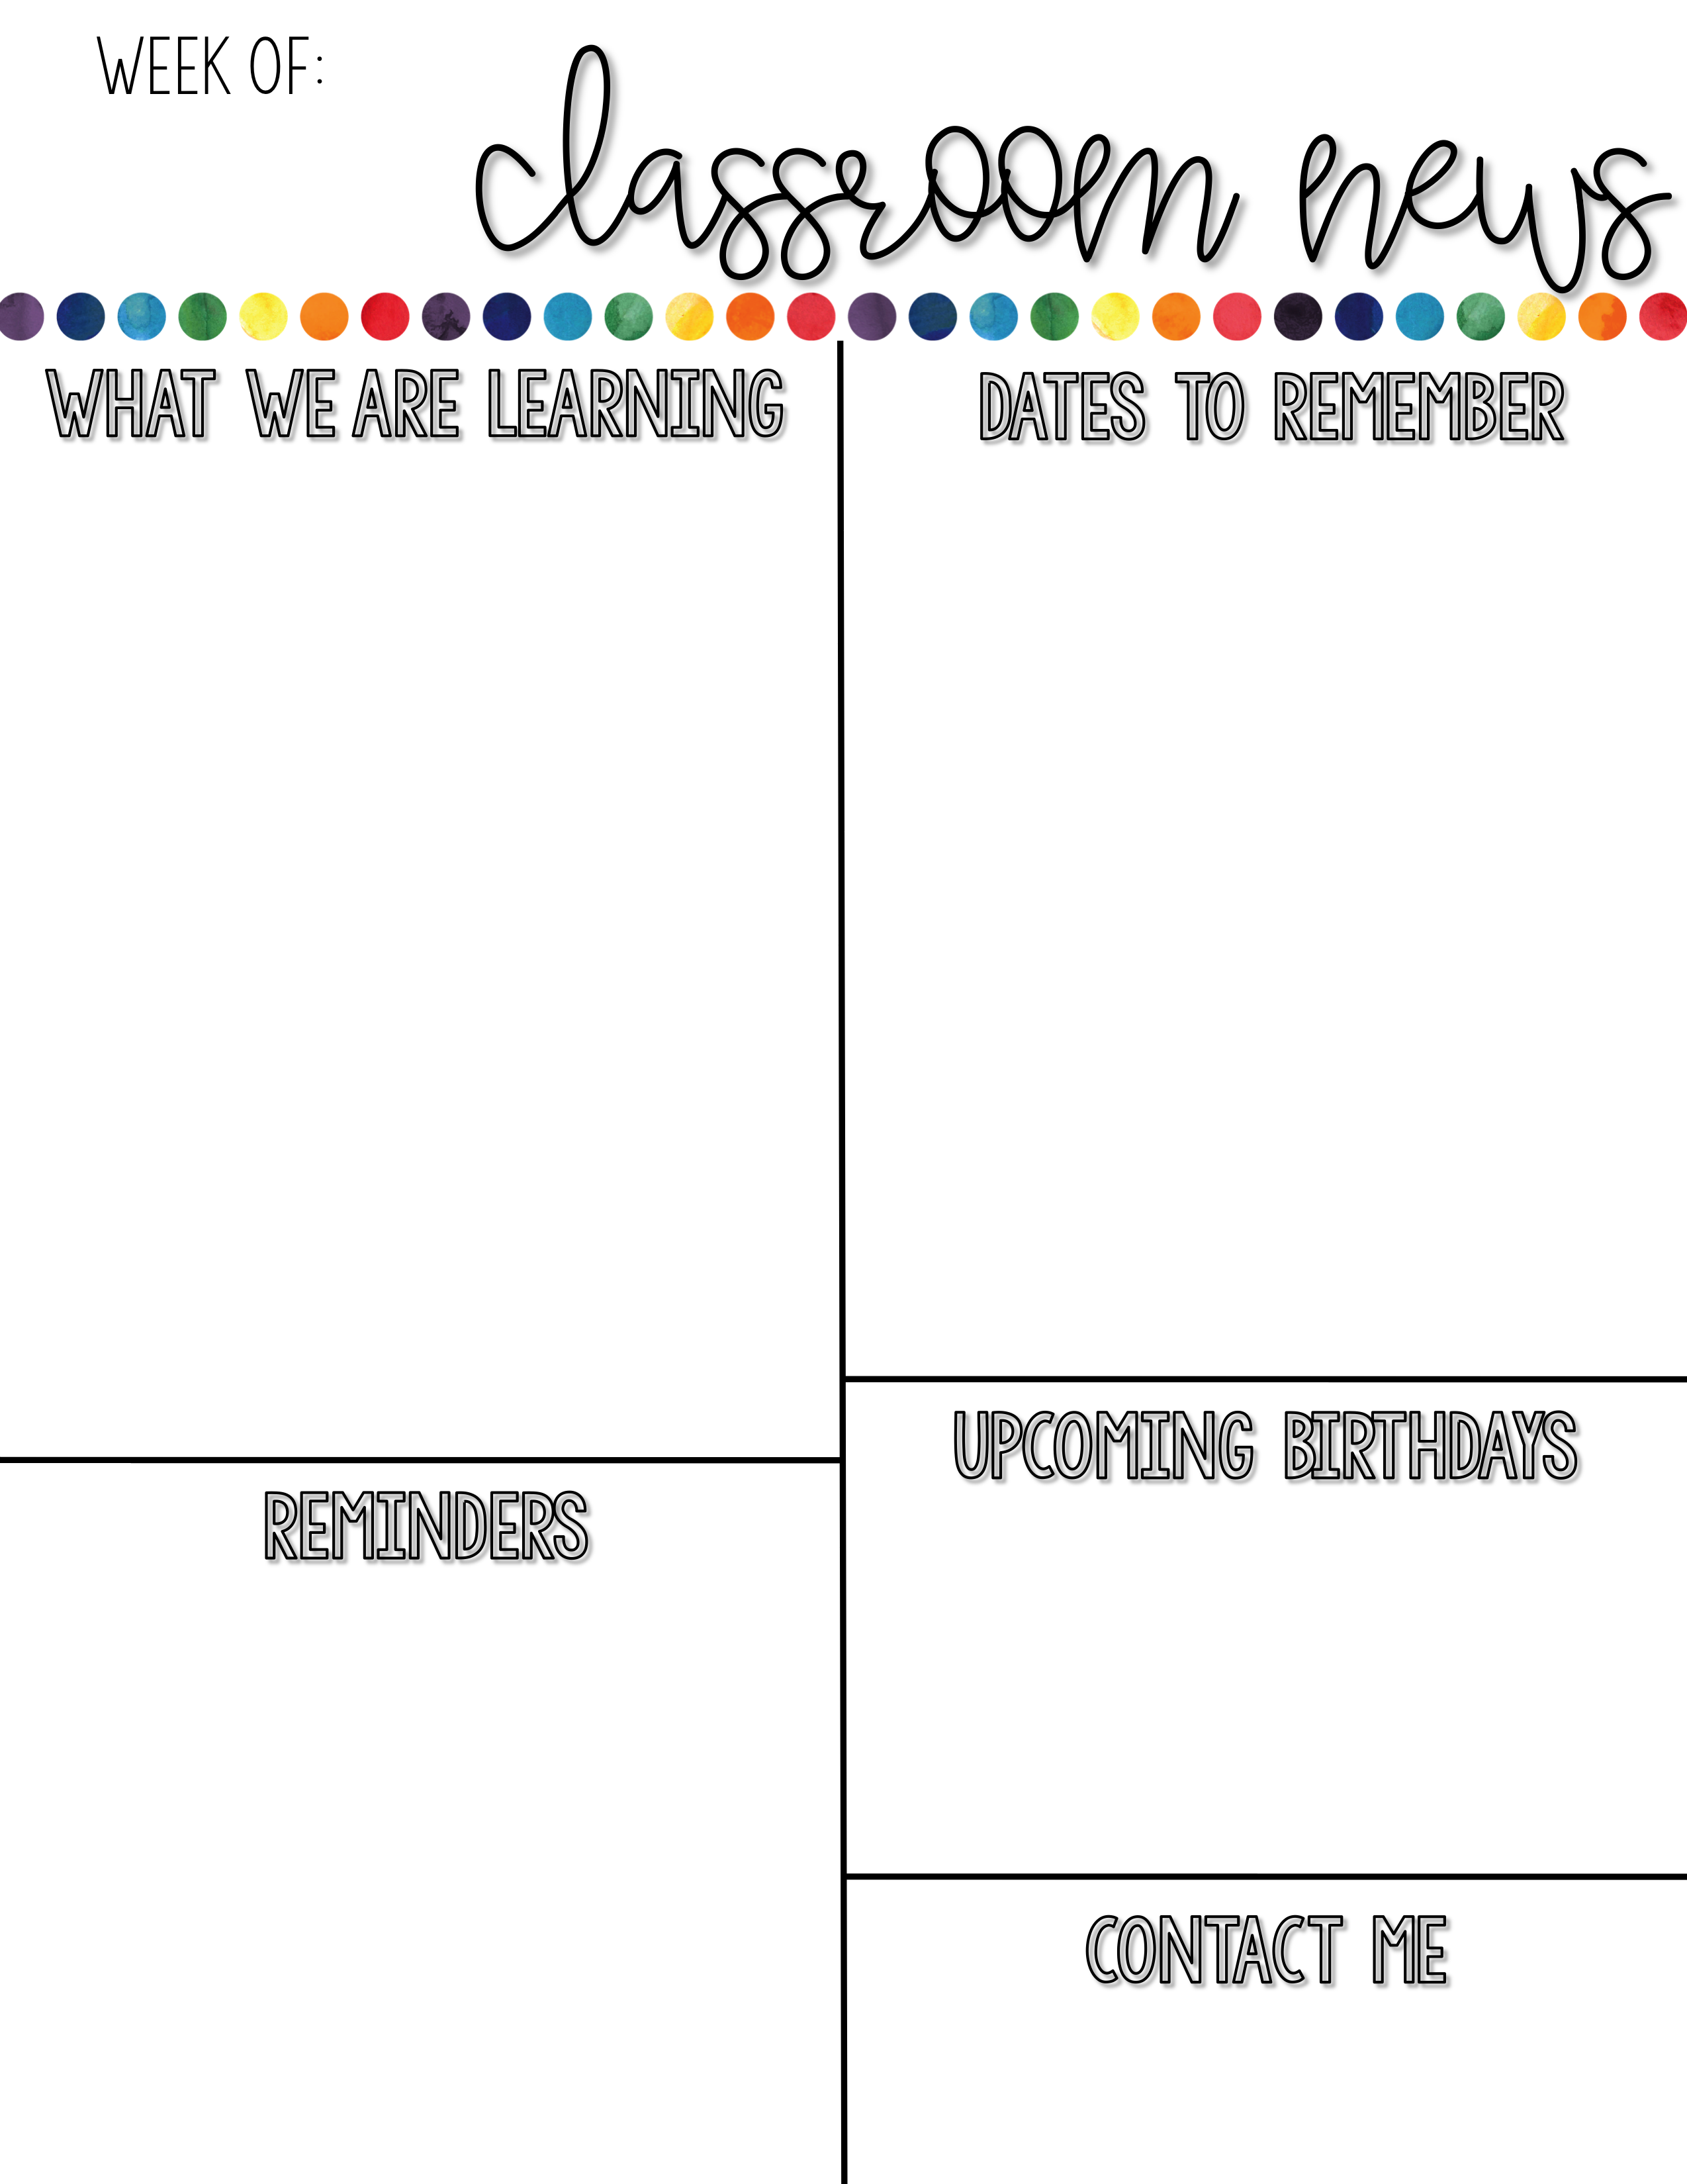 WEEK OF:
classroom news
WHAT WE ARE LEARNING
DATES TO REMEMBER
UPCOMING BIRTHDAYS
REMINDERS
CONTACT ME